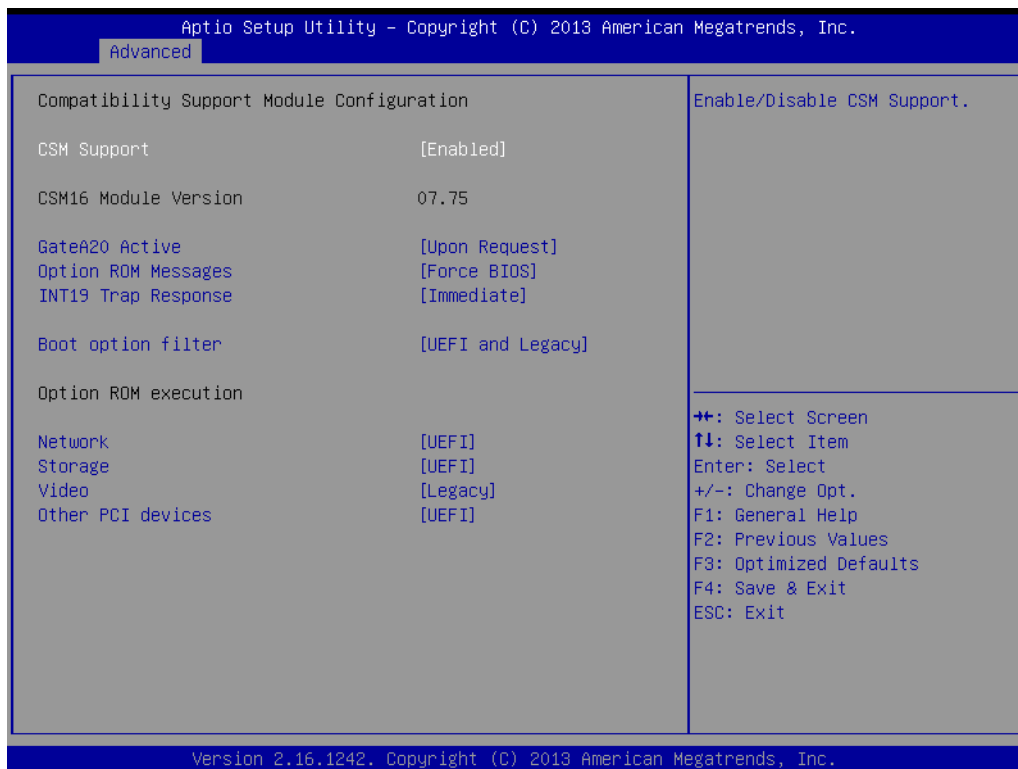 Aptio Setup Utility – Copyright (C) 2013 American Megatrends, Inc.
Advanced
Compatibility Support Module Configuration
CSM Support [Enabled]
CSM16 Module Version 07.75
GateA20 Active [Upon Request]
Option ROM Messages [Force BIOS]
INT19 Trap Response [Immediate]
Boot option filter [UEFI and Legacy]
Option ROM execution
Network [UEFI]
Storage [UEFI]
Video [Legacy]
Other PCI devices [UEFI]
Enable/Disable CSM Support.
→←: Select Screen
↑↓: Select Item
Enter: Select
+/-: Change Opt.
F1: General Help
F2: Previous Values
F3: Optimized Defaults
F4: Save & Exit
ESC: Exit
Version 2.16.1242. Copyright (C) 2013 American Megatrends, Inc.